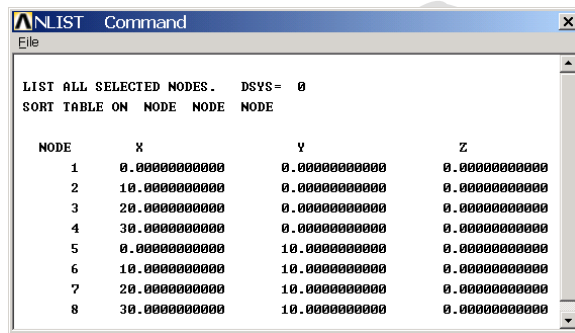 NLIST Command
File
LIST ALL SELECTED NODES. DSYS= 0
SORT TABLE ON NODE NODE NODE
NODE X Y Z
1 0.00000000000 0.00000000000 0.00000000000
2 10.0000000000 0.00000000000 0.00000000000
3 20.0000000000 0.00000000000 0.00000000000
4 30.0000000000 0.00000000000 0.00000000000
5 0.00000000000 10.0000000000 0.00000000000
6 10.0000000000 10.0000000000 0.00000000000
7 20.0000000000 10.0000000000 0.00000000000
8 30.0000000000 10.0000000000 0.00000000000